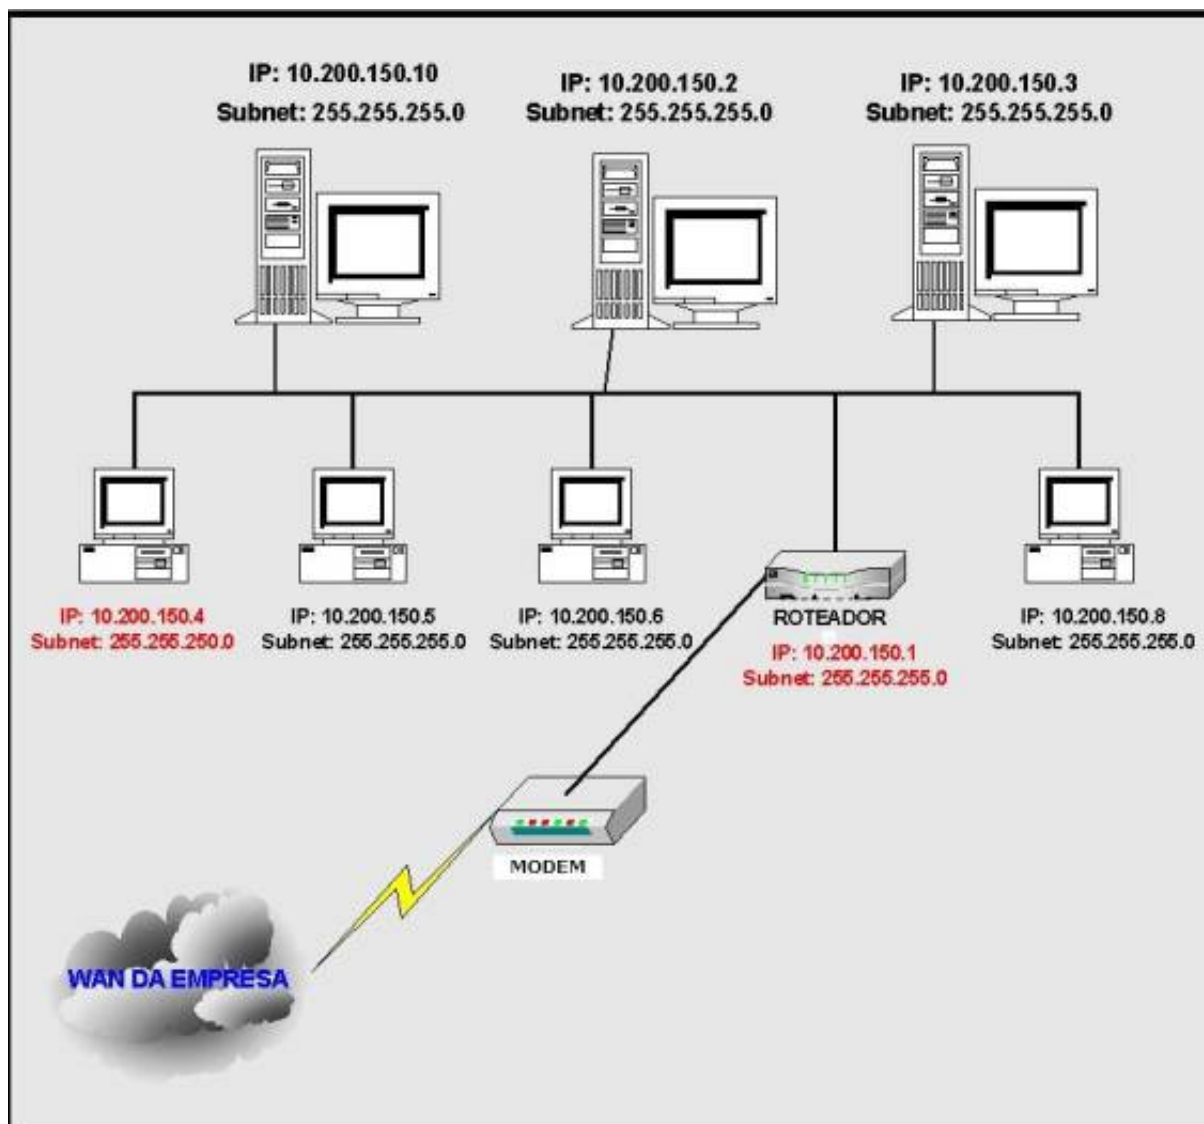 IP: 10.200.150.10
Subnet: 255.255.255.0
IP: 10.200.150.2
Subnet: 255.255.255.0
IP: 10.200.150.3
Subnet: 255.255.255.0
IP: 10.200.150.4
Subnet: 255.255.250.0
IP: 10.200.150.5
Subnet: 255.255.255.0
IP: 10.200.150.6
Subnet: 255.255.255.0
ROTEADOR
IP: 10.200.150.1
Subnet: 255.255.255.0
IP: 10.200.150.8
Subnet: 255.255.255.0
MODEM
WAN DA EMPRESA